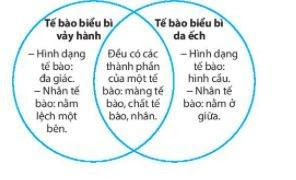 Tế bào biểu bì
vảy hành
– Hình dạng
tế bào:
đa giác.
– Nhân tế
bào: nằm
lệch một
bên.
Đều có các
thành phần
của một tế
bào: màng tế
bào, chất tế
bào, nhân.
Tế bào biểu bì
da ếch
– Hình dạng
tế bào:
hình cầu.
– Nhân tế
bào: nằm ở
giữa.